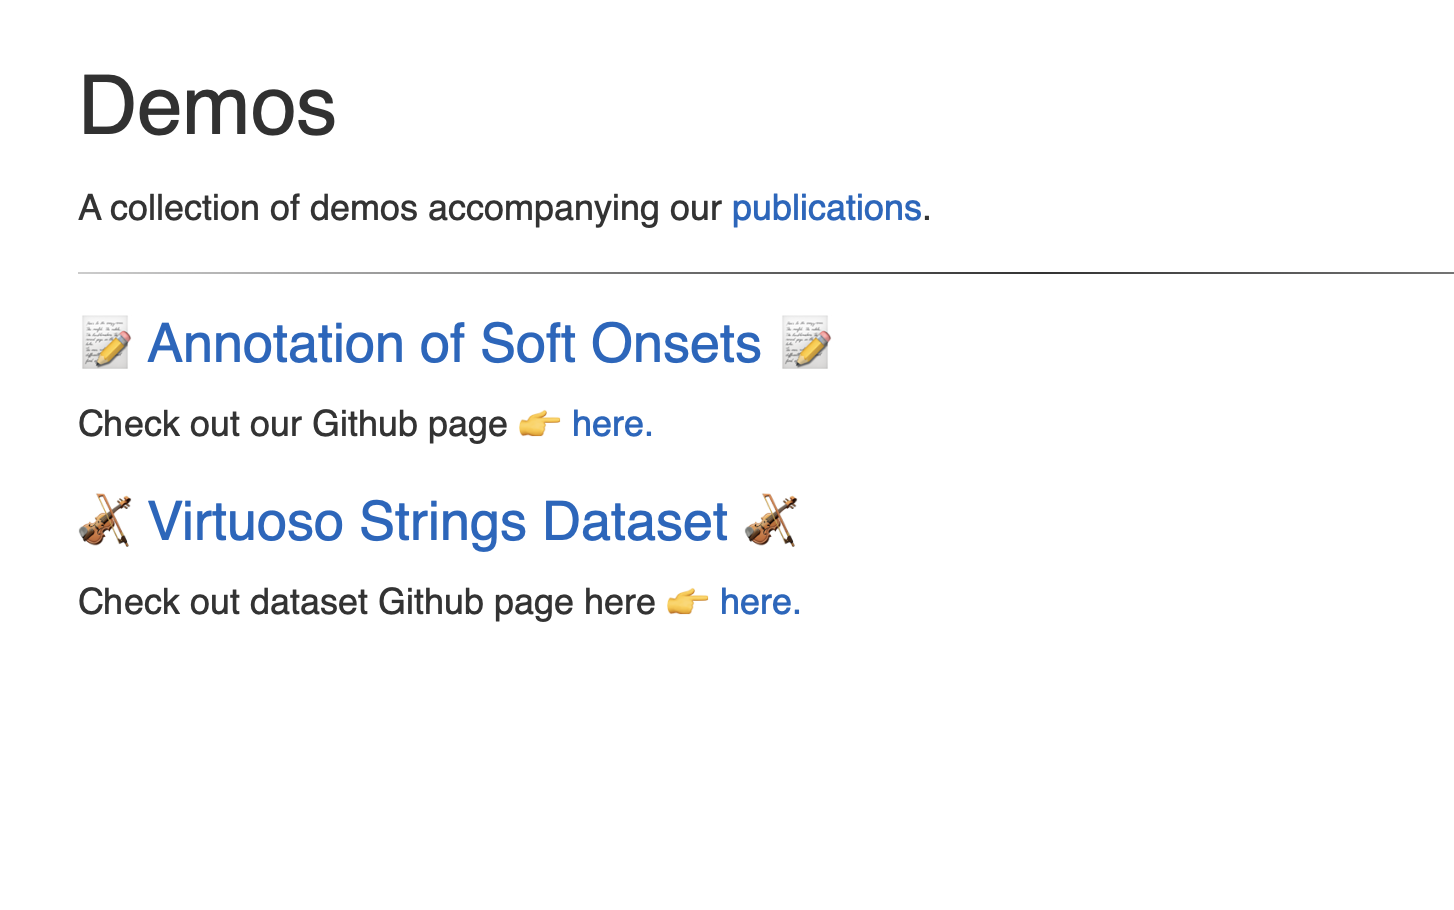 Demos
A collection of demos accompanying our publications.
📝 Annotation of Soft Onsets 📝
Check out our Github page 👉 here.
🎻 Virtuoso Strings Dataset 🎻
Check out dataset Github page here 👉 here.